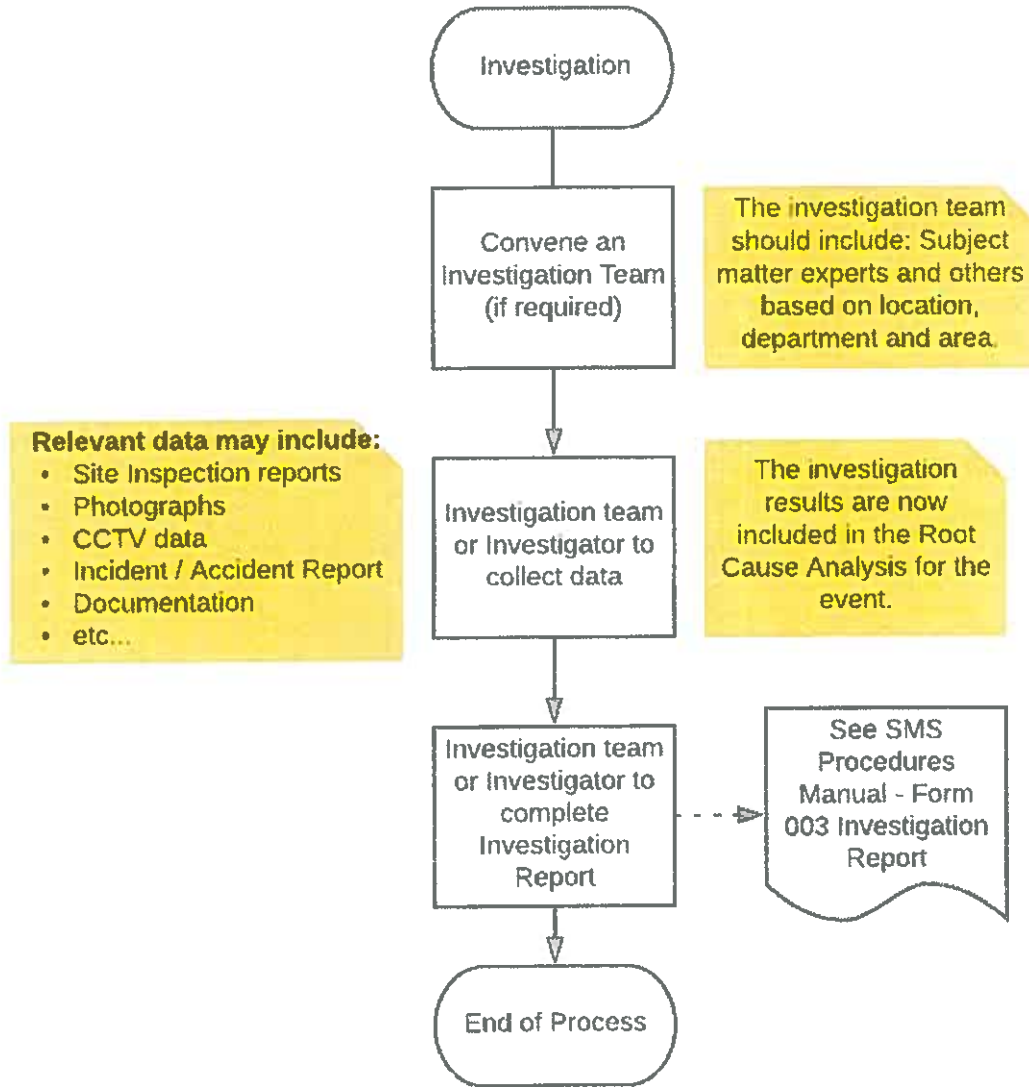 Investigation
Convene an
Investigation Team
(if required)
The investigation team
should include: Subject
matter experts and others
based on location,
department and area.
Relevant data may include:
• Site Inspection reports
• Photographs
• CCTV data
• Incident / Accident Report
• Documentation
• etc...
Investigation team
or Investigator to
collect data
The investigation
results are now
included in the Root
Cause Analysis for the
event.
Investigation team
or Investigator to
complete
Investigation
Report
See SMS
Procedures
Manual - Form
003 Investigation
Report
End of Process